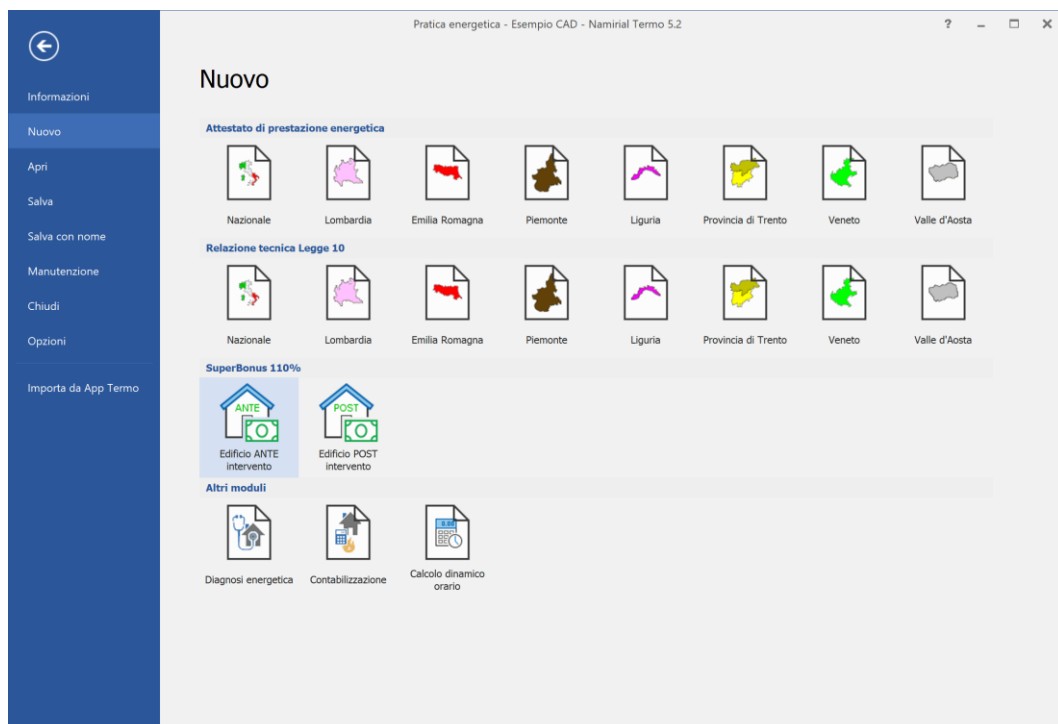 Pratica energetica - Esempio CAD - Namirial Termo 5.2
?
Informazioni
Nuovo
Apri
Salva
Salva con nome
Manutenzione
Chiudi
Opzioni
Importa da App Termo
Nuovo
Attestato di prestazione energetica
Nazionale
Lombardia
Emilia Romagna
Piemonte
Liguria
Provincia di Trento
Veneto
Valle d'Aosta
Relazione tecnica Legge 10
Nazionale
Lombardia
Emilia Romagna
Piemonte
Liguria
Provincia di Trento
Veneto
Valle d'Aosta
SuperBonus 110%
ANTE
Edificio ANTE
intervento
POST
Edificio POST
intervento
Altri moduli
Diagnosi energetica
Contabilizzazione
0.00
Calcolo dinamico
orario